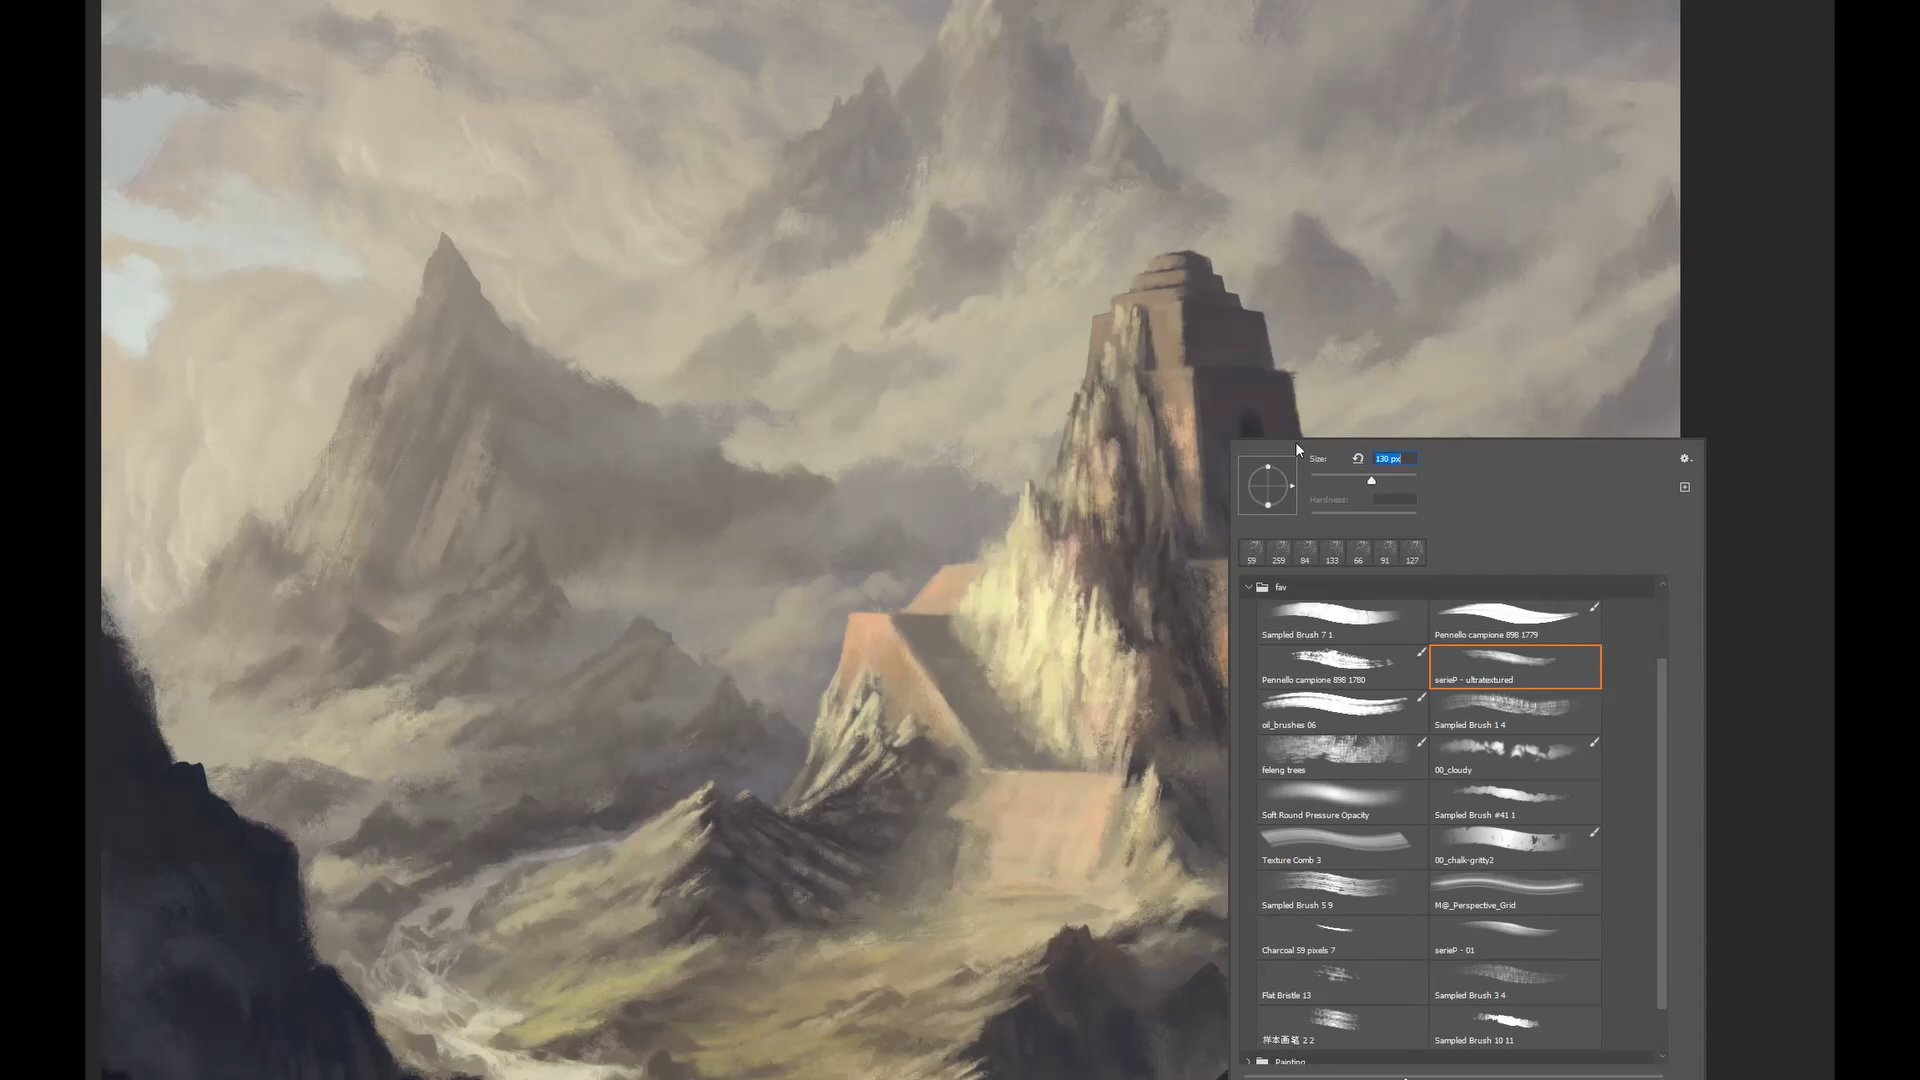 Size: 130 px
Hardness:
59 259 84 133 66 91 127
fav
Sampled Brush 7 1 Pennello campione 898 1779
Pennello campione 898 1780 serieP - ultratextured
oil_brushes 06 Sampled Brush 1 4
feleng trees 00_cloudy
Soft Round Pressure Opacity Sampled Brush #41 1
Texture Comb 3 00_chalk-gritty2
Sampled Brush 5 9 M@_Perspective_Grid
Charcoal 59 pixels 7 serieP - 01
Flat Bristle 13 Sampled Brush 3 4
样本画笔 2 2 Sampled Brush 10 11
Painting